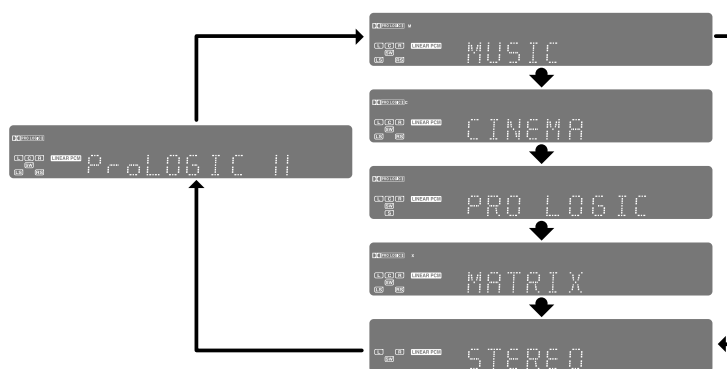 PRO LOGIC II M
L C R LINEAR PCM
SW
LS RS
MUSIC
PRO LOGIC II C
L C R LINEAR PCM
SW
LS RS
CINEMA
PRO LOGIC II
L C R LINEAR PCM
SW
LS RS
ProLOGIC II
PRO LOGIC II
L C R LINEAR PCM
SW
S
PRO LOGIC
PRO LOGIC II
L C R LINEAR PCM
SW
LS RS
MATRIX
L R LINEAR PCM
SW
STEREO